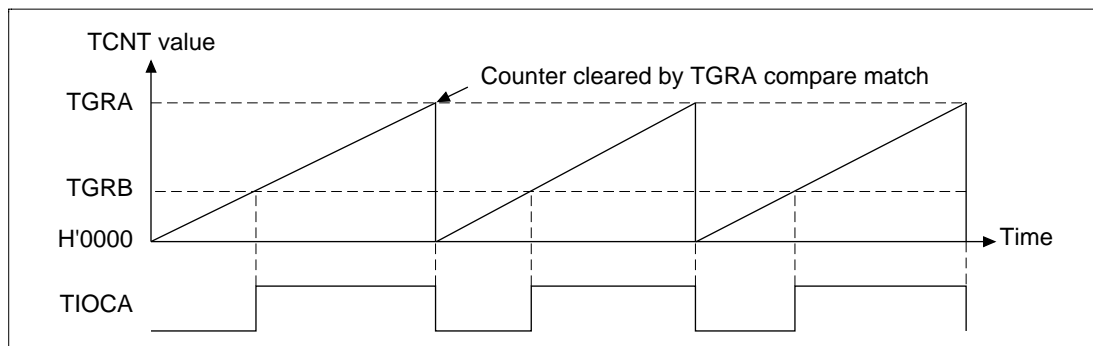 TCNT value
Counter cleared by TGRA compare match
TGRA
TGRB
H'0000
Time
TIOCA